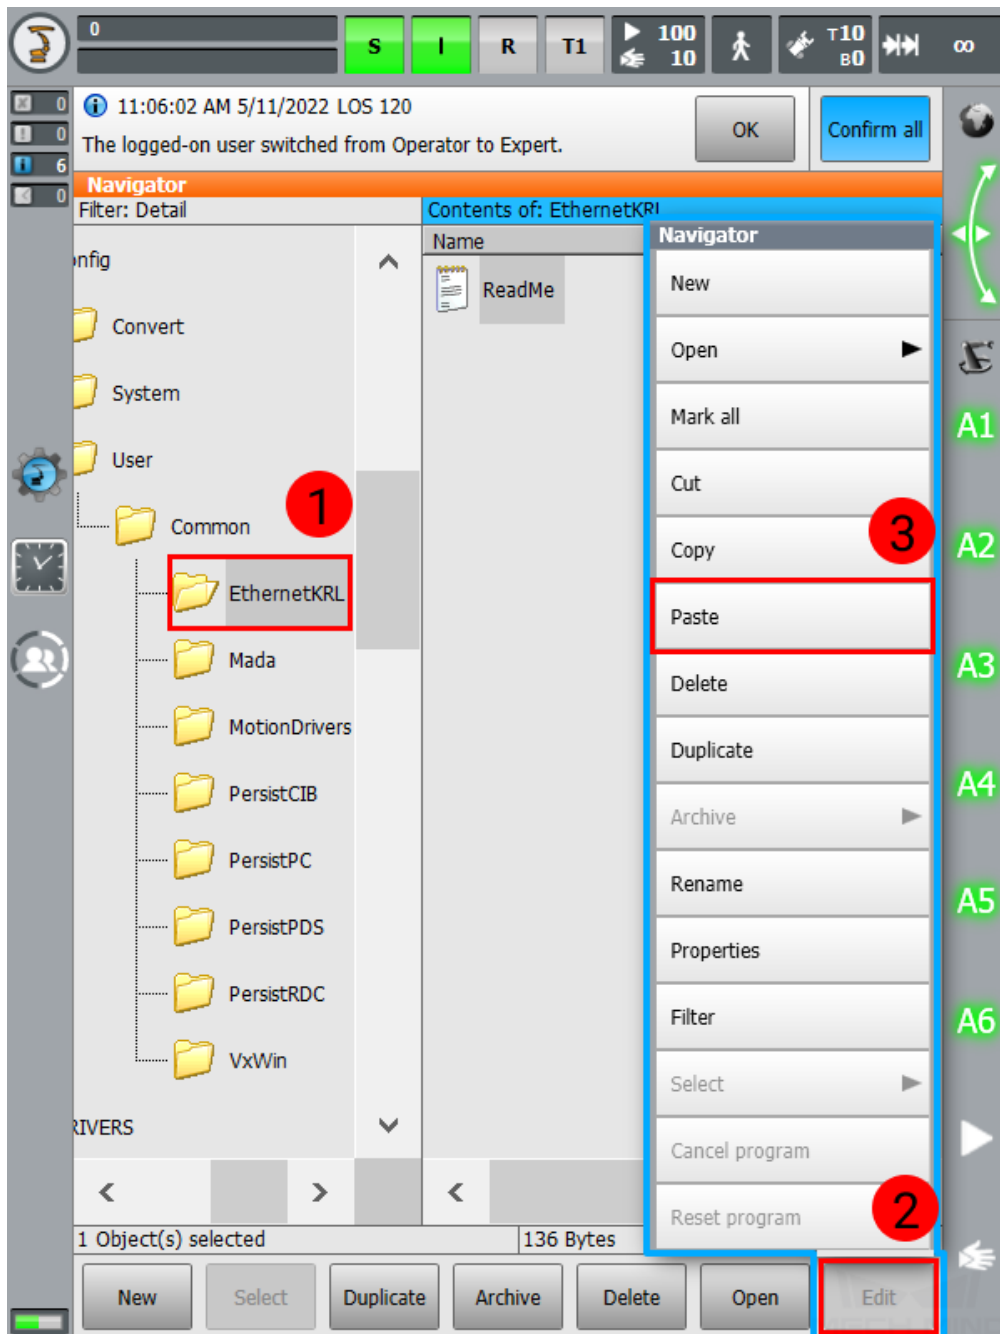 0
S I R T1 100 10 T10 B0 ∞
0
0
6
0
11:06:02 AM 5/11/2022 LOS 120
The logged-on user switched from Operator to Expert.
OK
Confirm all
Navigator
Filter: Detail
Contents of: EthernetKRL
Name
ReadMe
onfig
Convert
System
User
Common
1
EthernetKRL
Mada
MotionDrivers
PersistCIB
PersistPC
PersistPDS
PersistRDC
VxWin
RIVERS
Navigator
New
Open
Mark all
Cut
Copy
3
Paste
Delete
Duplicate
Archive
Rename
Properties
Filter
Select
Cancel program
Reset program
2
A1
A2
A3
A4
A5
A6
1 Object(s) selected
136 Bytes
New Select Duplicate Archive Delete Open Edit
MECH MIND